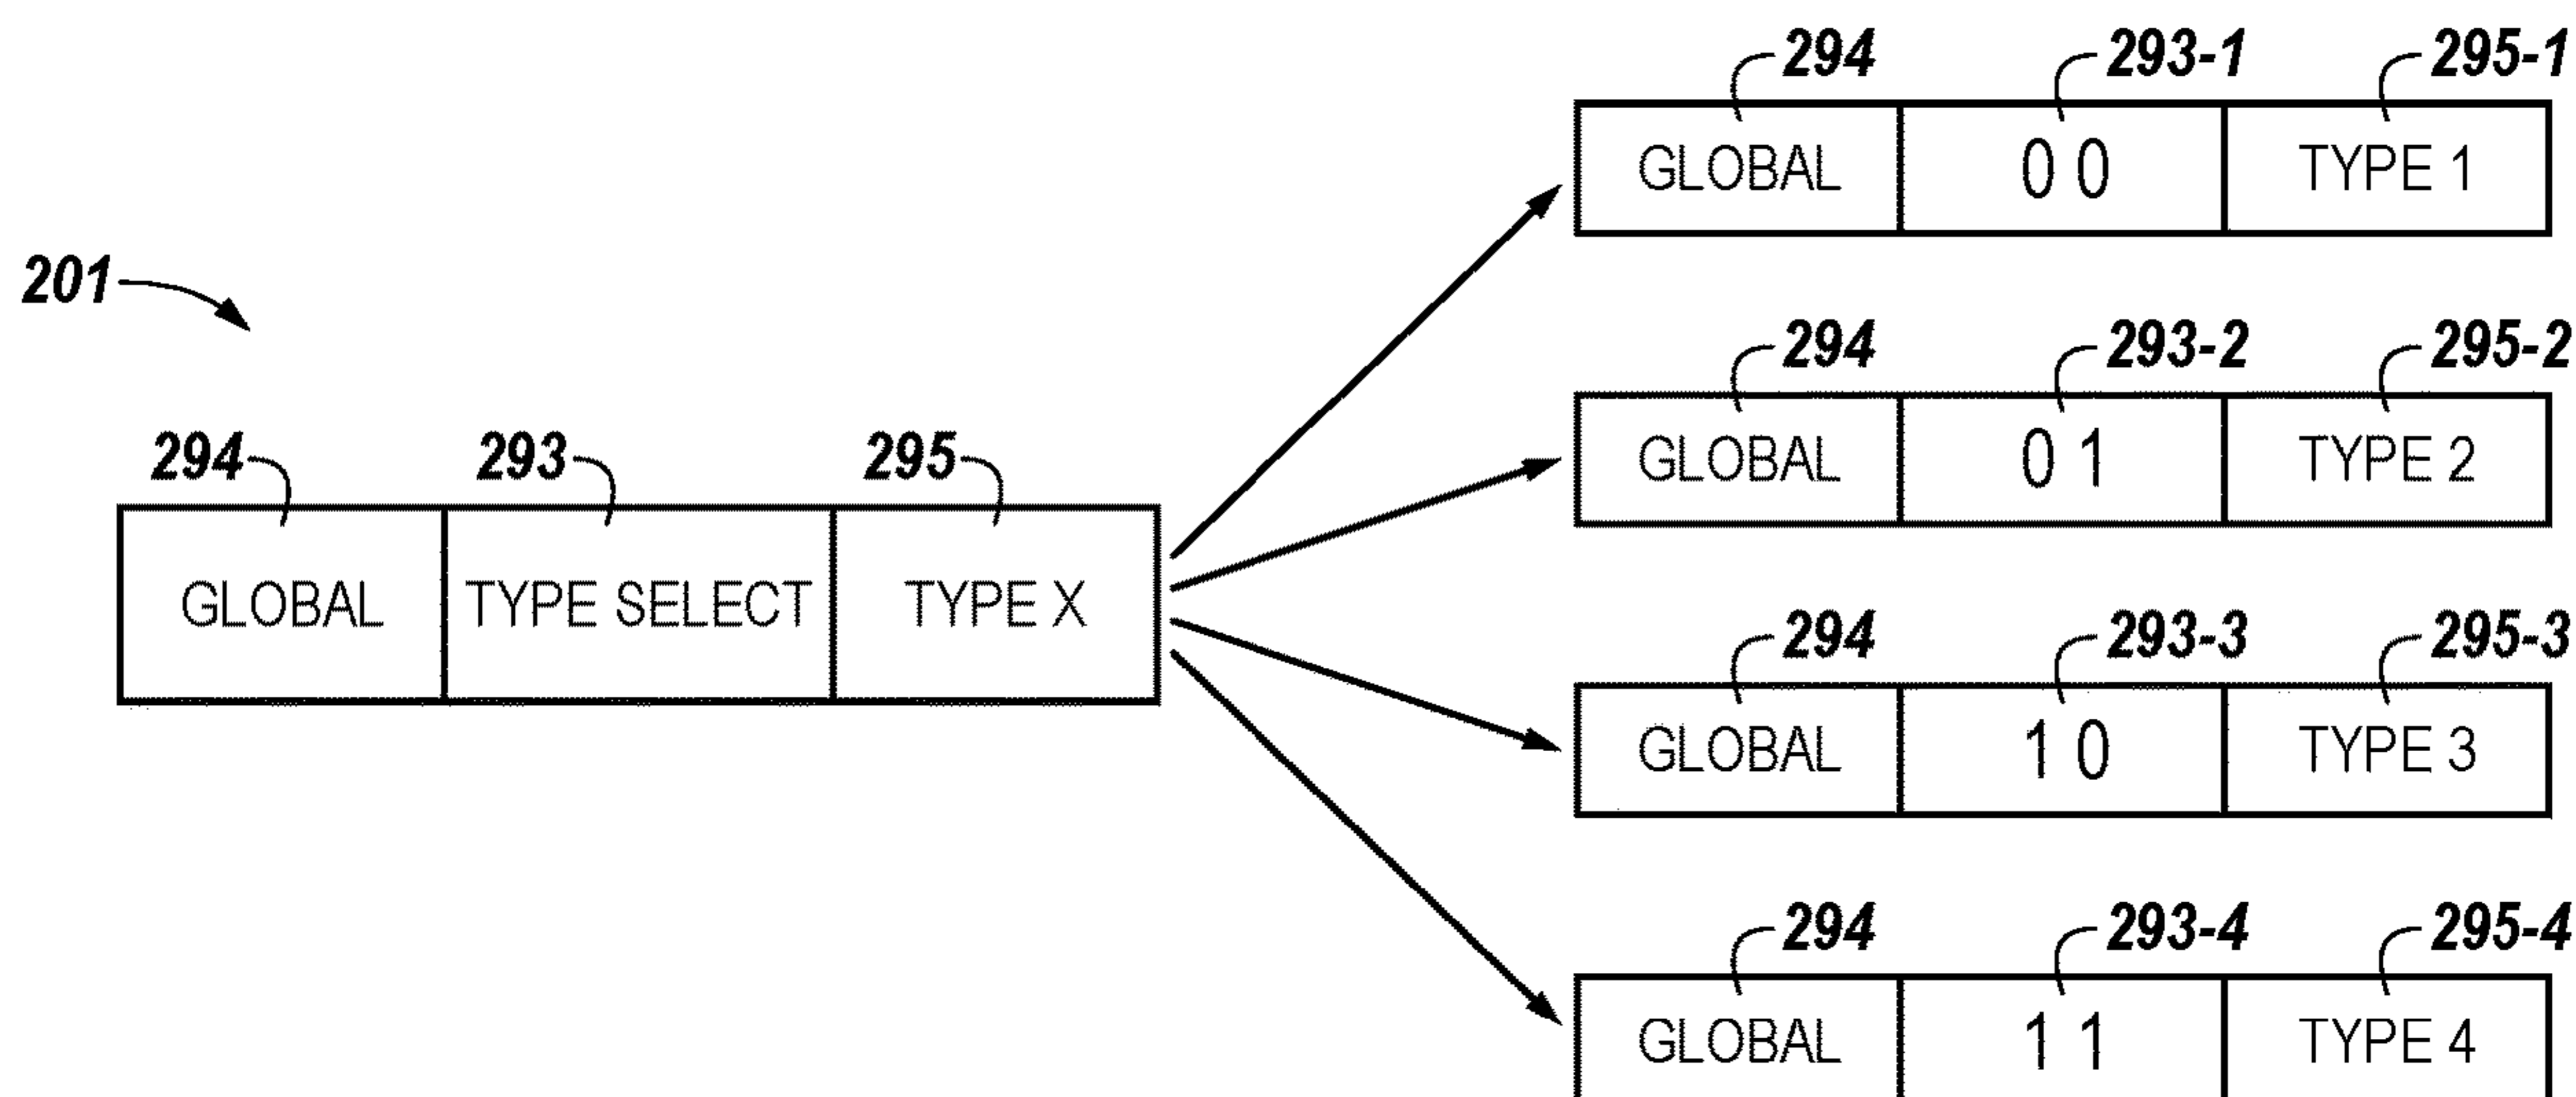 294 293-1 295-1
GLOBAL 0 0 TYPE 1
201
294 293-2 295-2
GLOBAL 0 1 TYPE 2
294 293 295
GLOBAL TYPE SELECT TYPE X
294 293-3 295-3
GLOBAL 1 0 TYPE 3
294 293-4 295-4
GLOBAL 1 1 TYPE 4